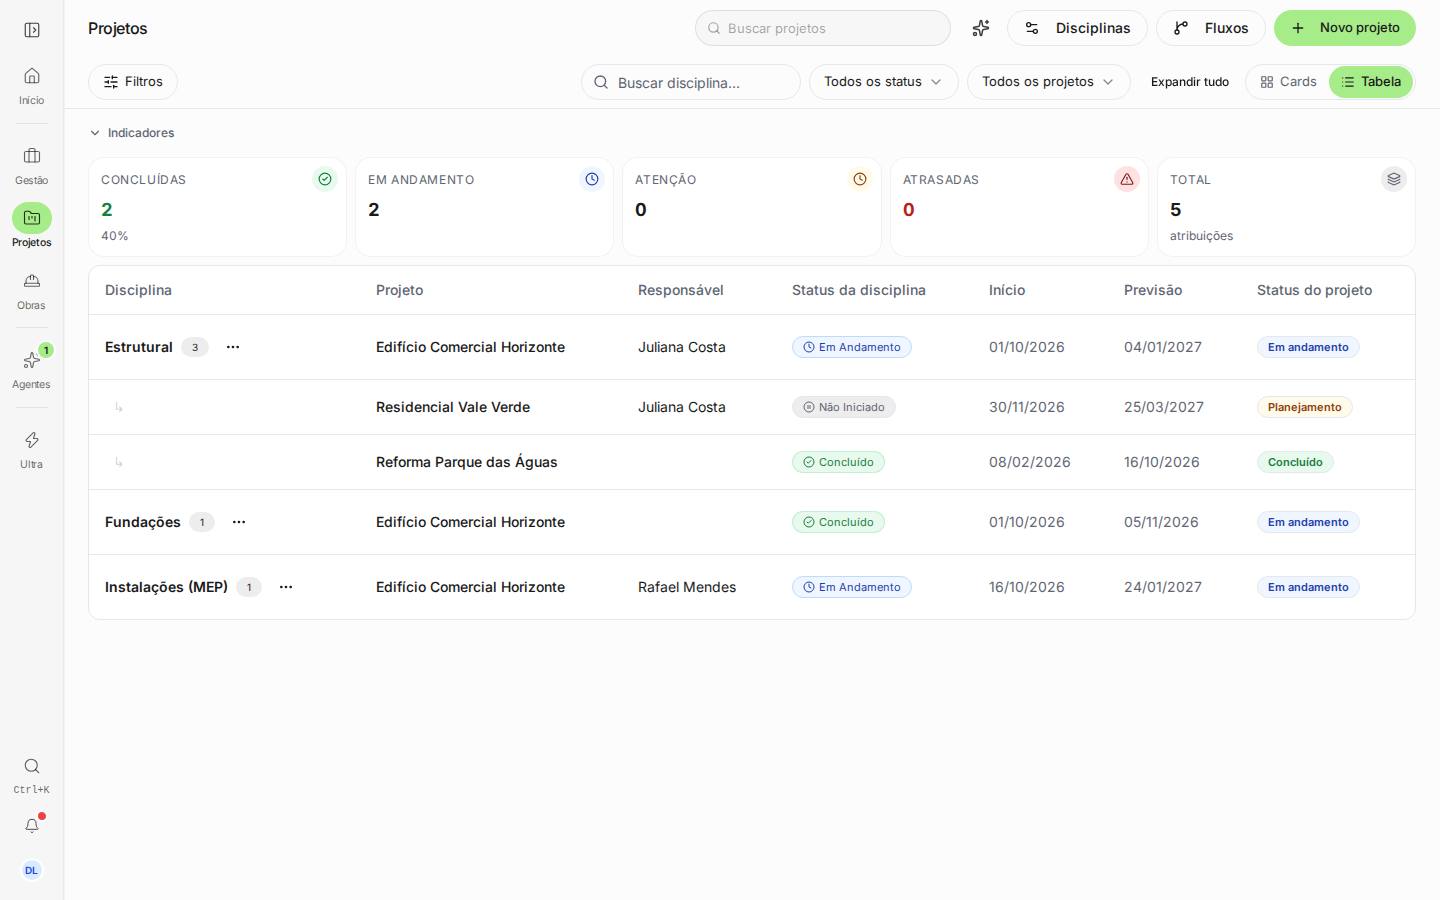 Projetos
Buscar projetos
Disciplinas
Fluxos
Novo projeto
Filtros
Buscar disciplina...
Todos os status
Todos os projetos
Expandir tudo
Cards
Tabela
Início
Gestão
Projetos
Obras
1
Agentes
Ultra
Ctrl+K
DL
Indicadores
CONCLUÍDAS
2
40%
EM ANDAMENTO
2
ATENÇÃO
0
ATRASADAS
0
TOTAL
5
atribuições
Disciplina Projeto Responsável Status da disciplina Início Previsão Status do projeto
Estrutural 3 ... Edifício Comercial Horizonte Juliana Costa Em Andamento 01/10/2026 04/01/2027 Em andamento
Residencial Vale Verde Juliana Costa Não Iniciado 30/11/2026 25/03/2027 Planejamento
Reforma Parque das Águas Concluído 08/02/2026 16/10/2026 Concluído
Fundações 1 ... Edifício Comercial Horizonte Concluído 01/10/2026 05/11/2026 Em andamento
Instalações (MEP) 1 ... Edifício Comercial Horizonte Rafael Mendes Em Andamento 16/10/2026 24/01/2027 Em andamento